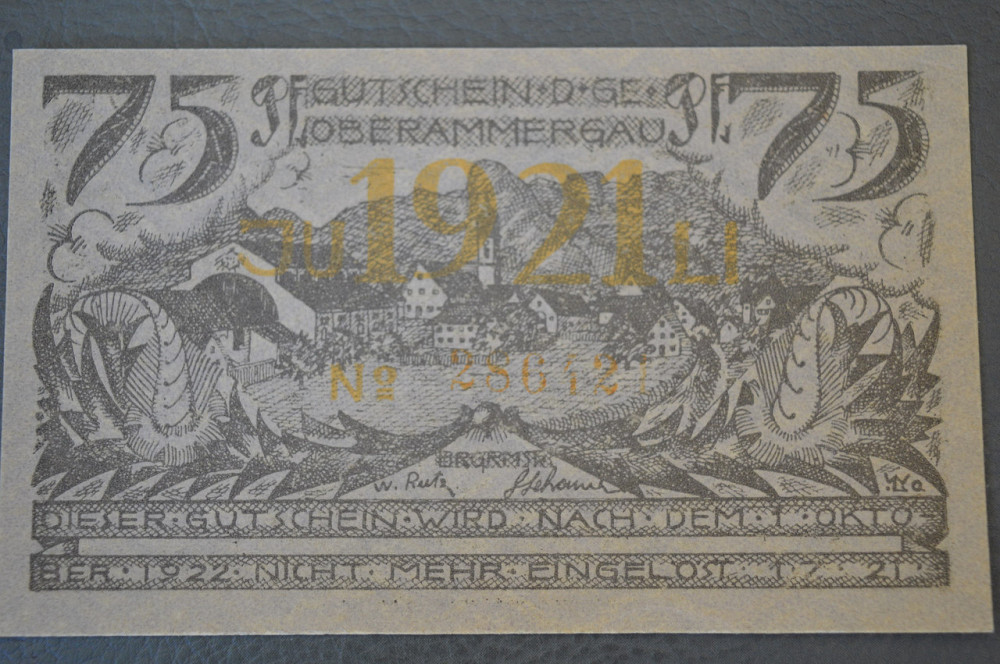 75 Pf. GUTSCHEIN·D·GE· Pf. 75
OBERAMMERGAU
JU 1921 LI
No 286421
BRGRMSTR.
W. Rutz
DIESER·GUTSCHEIN·WIRD·NACH·DEM·1·OKTO
BER·1922·NICHT·MEHR·EINGELÖST·1·7·21·